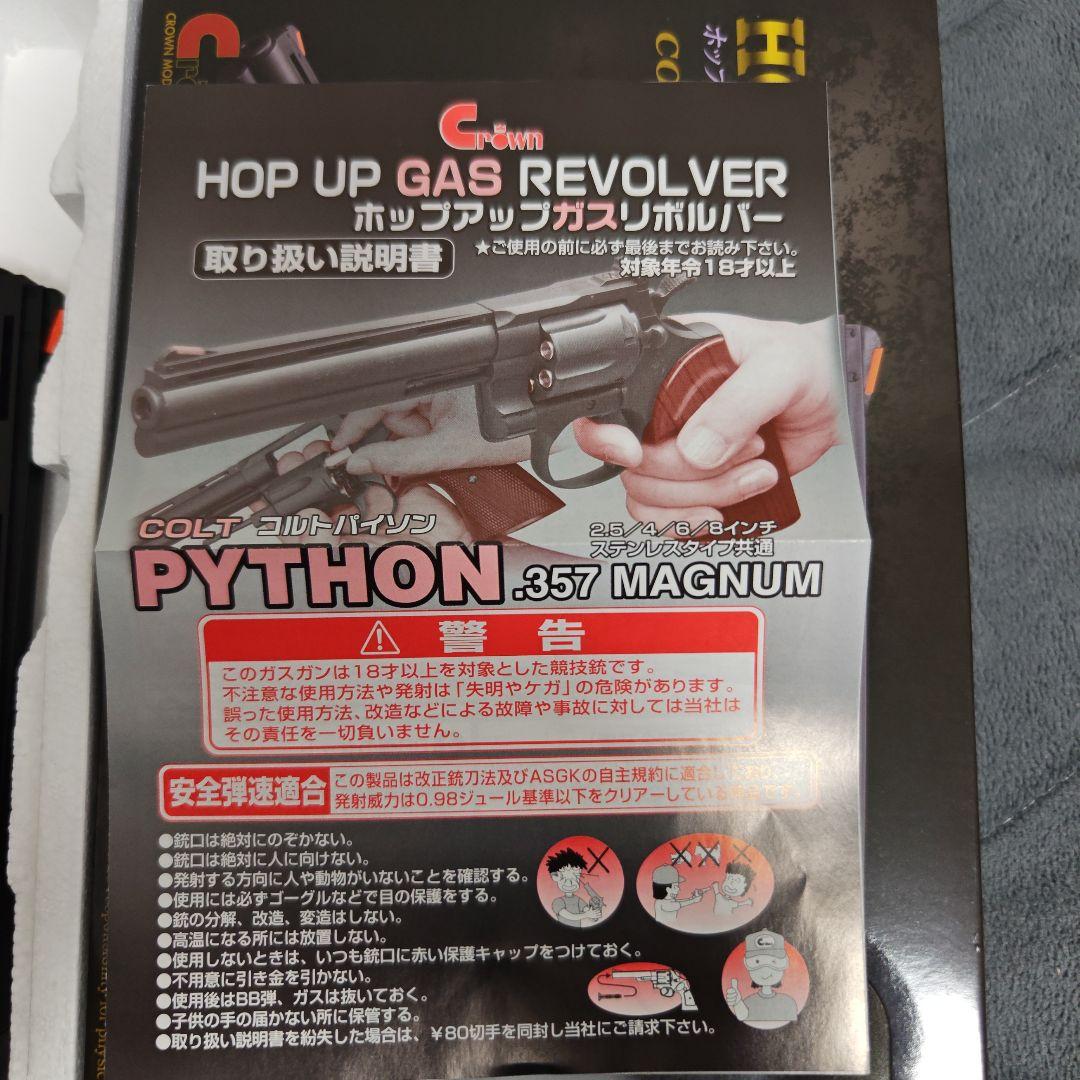 Crown
CROWN MOD
ホップ
CO
Crown
HOP UP GAS REVOLVER
ホップアップガスリボルバー
取り扱い説明書
★ご使用の前に必ず最後までお読み下さい。
対象年令18才以上
COLT コルトパイソン
2.5/4/6/8インチ
ステンレスタイプ共通
PYTHON .357 MAGNUM
⚠ 警告
このガスガンは18才以上を対象とした競技銃です。
不注意な使用方法や発射は「失明やケガ」の危険があります。
誤った使用方法、改造などによる故障や事故に対しては当社は
その責任を一切負いません。
安全弾速適合
この製品は改正銃刀法及びASGKの自主規約に適合し
発射威力は0.98ジュール基準以下をクリアーしている
●銃口は絶対にのぞかない。
●銃口は絶対に人に向けない。
●発射する方向に人や動物がいないことを確認する。
●使用には必ずゴーグルなどで目の保護をする。
●銃の分解、改造、変造はしない。
●高温になる所には放置しない。
●使用しないときは、いつも銃口に赤い保護キャップをつけておく。
●不用意に引き金を引かない。
●使用後はBB弾、ガスは抜いておく。
●子供の手の届かない所に保管する。
●取り扱い説明書を紛失した場合は、￥80切手を同封し当社にご請求下さい。